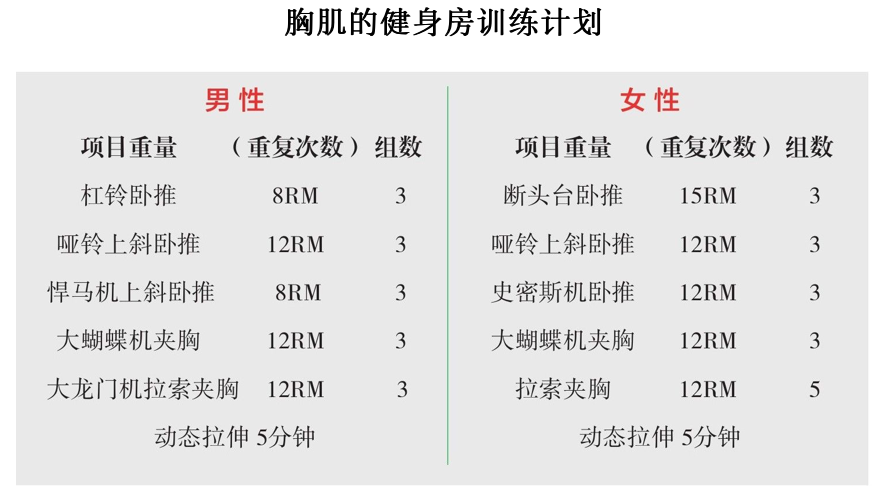 胸肌的健身房训练计划
男性
项目重量 （重复次数） 组数
杠铃卧推 8RM 3
哑铃上斜卧推 12RM 3
悍马机上斜卧推 8RM 3
大蝴蝶机夹胸 12RM 3
大龙门机拉索夹胸 12RM 3
动态拉伸 5分钟
女性
项目重量 （重复次数） 组数
断头台卧推 15RM 3
哑铃上斜卧推 12RM 3
史密斯机卧推 12RM 3
大蝴蝶机夹胸 12RM 3
拉索夹胸 12RM 5
动态拉伸 5分钟